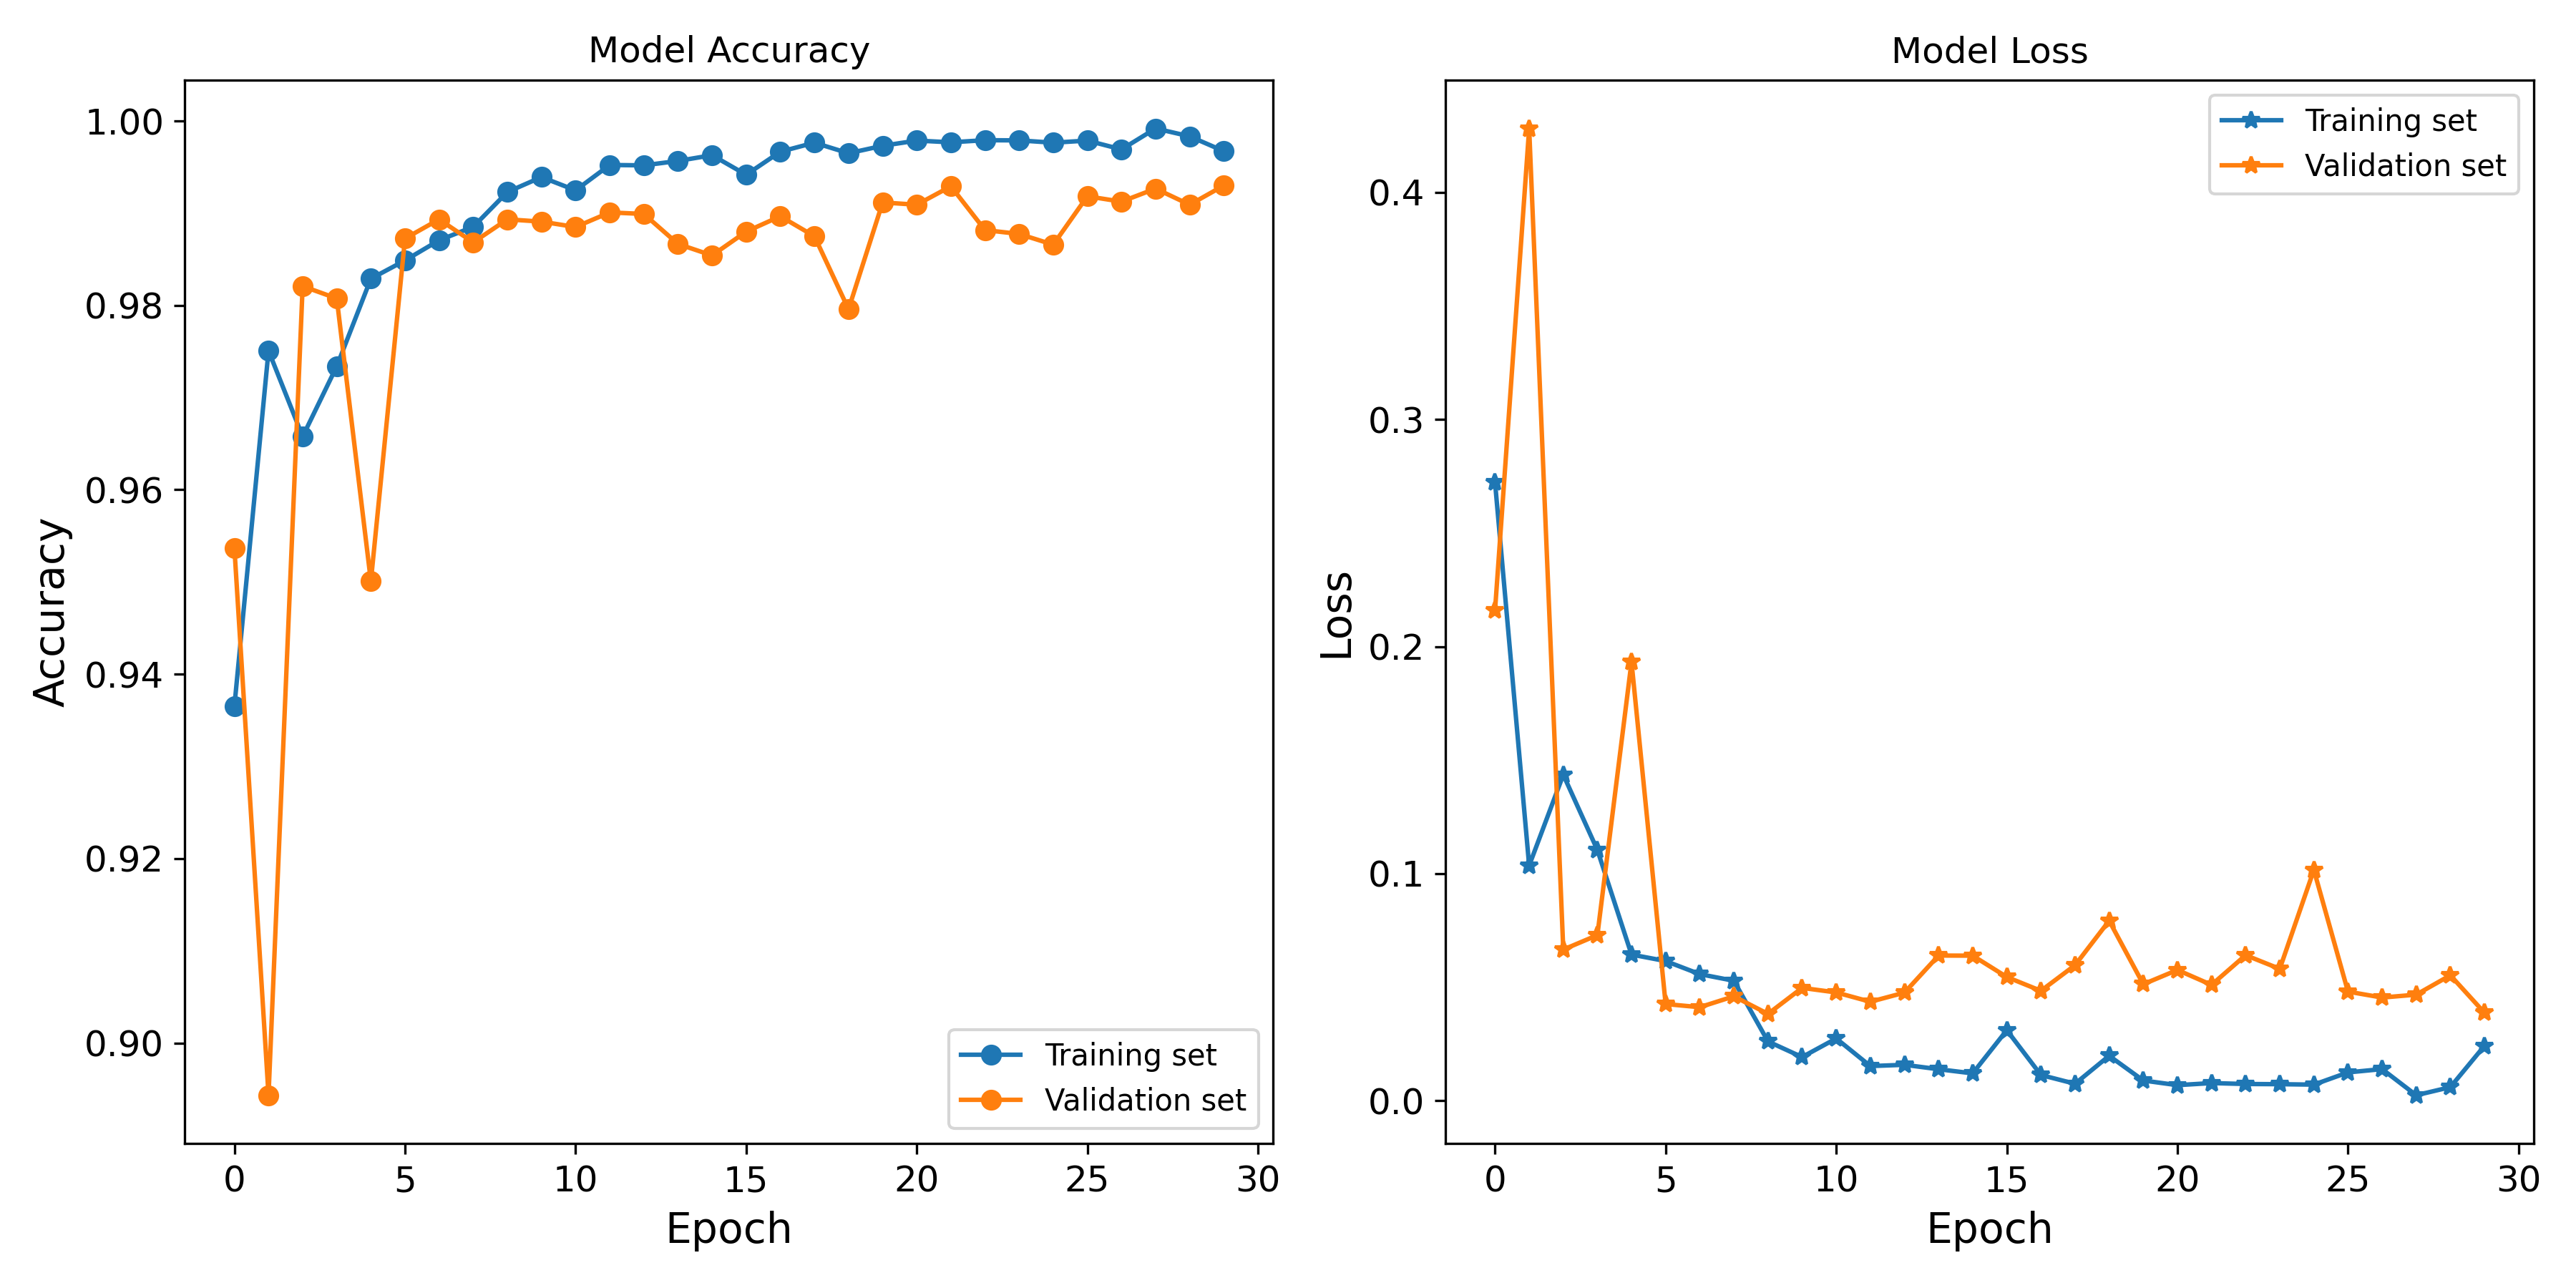 Model Accuracy
Accuracy
1.00
0.98
0.96
0.94
0.92
0.90
Training set
Validation set
0 5 10 15 20 25 30
Epoch
Model Loss
Loss
0.4
0.3
0.2
0.1
0.0
Training set
Validation set
0 5 10 15 20 25 30
Epoch